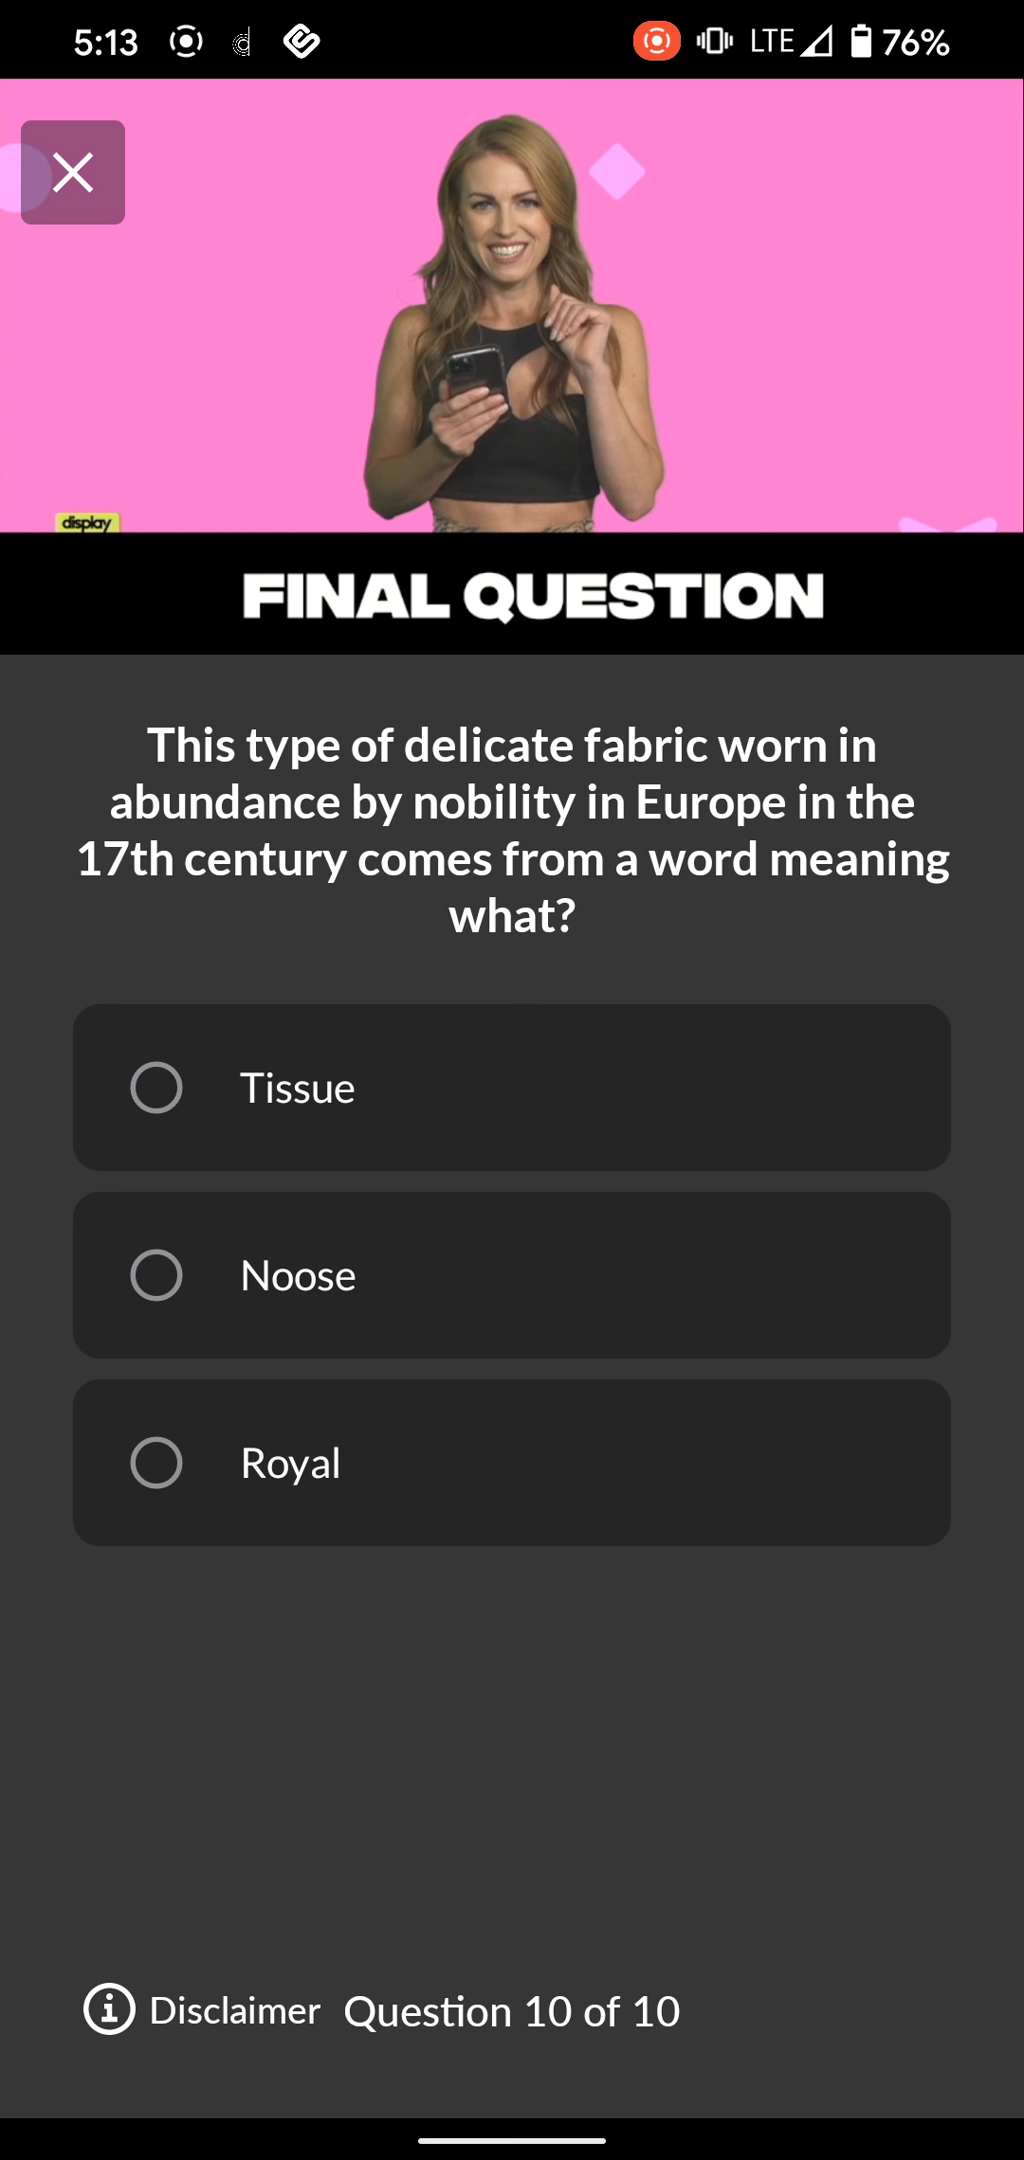 5:13
LTE
76%
display
FINAL QUESTION
This type of delicate fabric worn in
abundance by nobility in Europe in the
17th century comes from a word meaning
what?
Tissue
Noose
Royal
Disclaimer Question 10 of 10